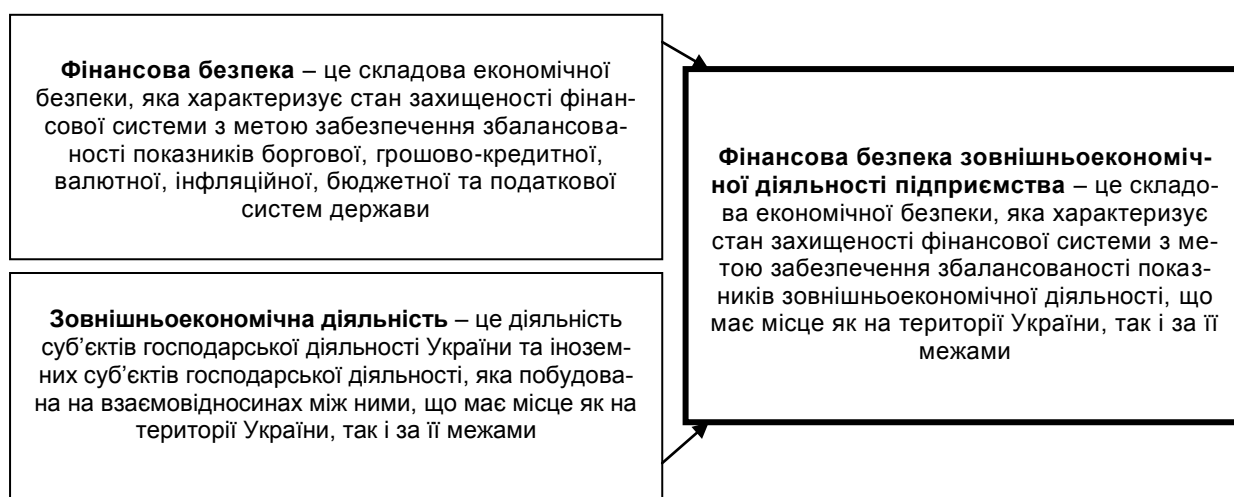 Фінансова безпека – це складова економічної
безпеки, яка характеризує стан захищеності фінан-
сової системи з метою забезпечення збалансова-
ності показників боргової, грошово-кредитної,
валютної, інфляційної, бюджетної та податкової
систем держави
Зовнішньоекономічна діяльність – це діяльність
суб’єктів господарської діяльності України та інозем-
них суб’єктів господарської діяльності, яка побудова-
на на взаємовідносинах між ними, що має місце як на
території України, так і за її межами
Фінансова безпека зовнішньоекономіч-
ної діяльності підприємства – це складо-
ва економічної безпеки, яка характеризує
стан захищеності фінансової системи з ме-
тою забезпечення збалансованості показ-
ників зовнішньоекономічної діяльності, що
має місце як на території України, так і за її
межами